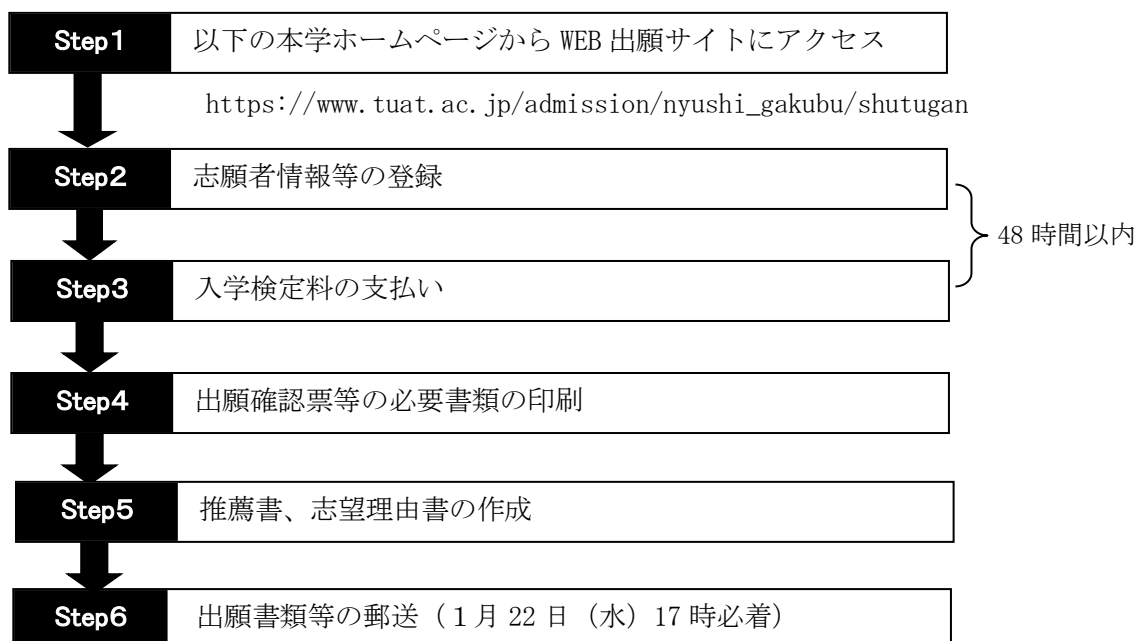 Step1 以下の本学ホームページから WEB 出願サイトにアクセス
https://www.tuat.ac.jp/admission/nyushi_gakubu/shutugan
Step2 志願者情報等の登録
48 時間以内
Step3 入学検定料の支払い
Step4 出願確認票等の必要書類の印刷
Step5 推薦書、志望理由書の作成
Step6 出願書類等の郵送（１月 22 日（水）17 時必着）